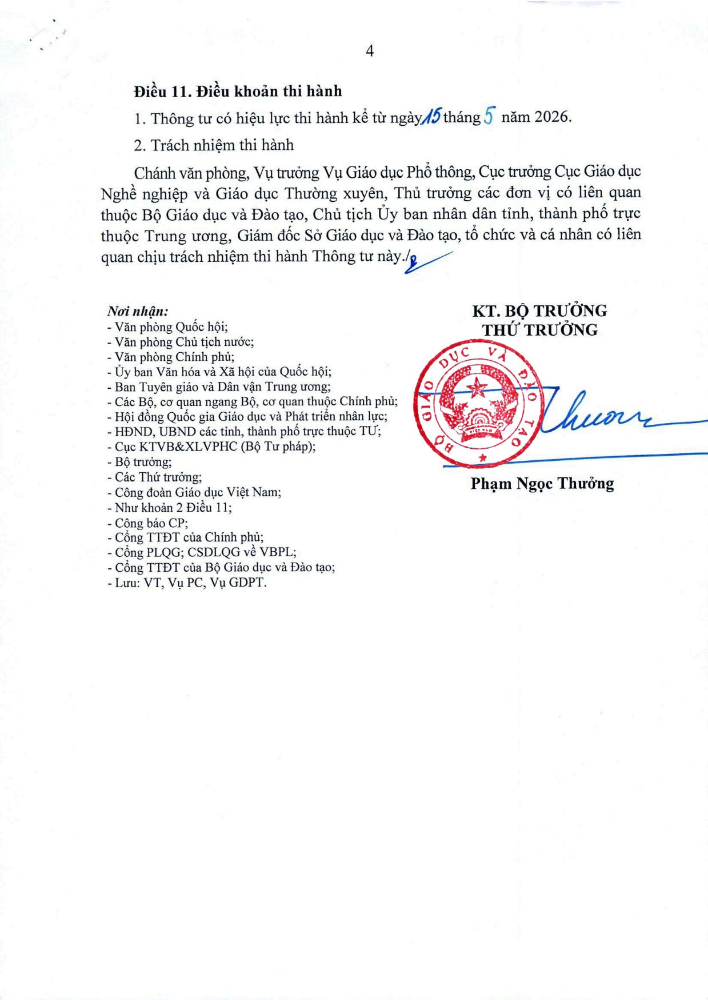 4
Điều 11. Điều khoản thi hành
1. Thông tư có hiệu lực thi hành kể từ ngày 15 tháng 5 năm 2026.
2. Trách nhiệm thi hành
Chánh văn phòng, Vụ trưởng Vụ Giáo dục Phổ thông, Cục trưởng Cục Giáo dục
Nghề nghiệp và Giáo dục Thường xuyên, Thủ trưởng các đơn vị có liên quan
thuộc Bộ Giáo dục và Đào tạo, Chủ tịch Ủy ban nhân dân tỉnh, thành phố trực
thuộc Trung ương, Giám đốc Sở Giáo dục và Đào tạo, tổ chức và cá nhân có liên
quan chịu trách nhiệm thi hành Thông tư này./
Nơi nhận:
- Văn phòng Quốc hội;
- Văn phòng Chủ tịch nước;
- Văn phòng Chính phủ;
- Ủy ban Văn hóa và Xã hội của Quốc hội;
- Ban Tuyên giáo và Dân vận Trung ương;
- Các Bộ, cơ quan ngang Bộ, cơ quan thuộc Chính phủ;
- Hội đồng Quốc gia Giáo dục và Phát triển nhân lực;
- HĐND, UBND các tỉnh, thành phố trực thuộc TƯ;
- Cục KTVB&XLVPHC (Bộ Tư pháp);
- Bộ trưởng;
- Các Thứ trưởng;
- Công đoàn Giáo dục Việt Nam;
- Như khoản 2 Điều 11;
- Công báo CP;
- Cổng TTĐT của Chính phủ;
- Cổng PLQG; CSDLQG về VBPL;
- Cổng TTĐT của Bộ Giáo dục và Đào tạo;
- Lưu: VT, Vụ PC, Vụ GDPT.
KT. BỘ TRƯỞNG
THỨ TRƯỞNG
BỘ GIÁO DỤC VÀ ĐÀO TẠO
VIỆT NAM
Phạm Ngọc Thưởng